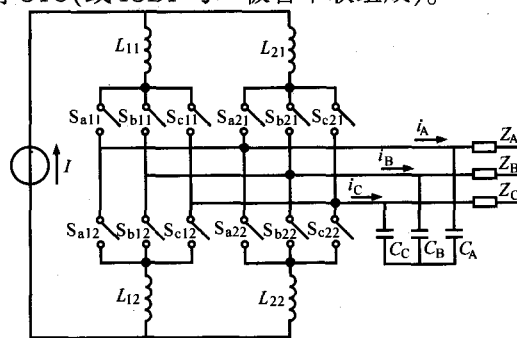 L11 L21
Sa11 Sb11 Sc11 Sa21 Sb21 Sc21
iA ZA
I iB ZB
iC ZC
Sa12 Sb12 Sc12 Sa22 Sb22 Sc22 CC CB CA
L12 L22